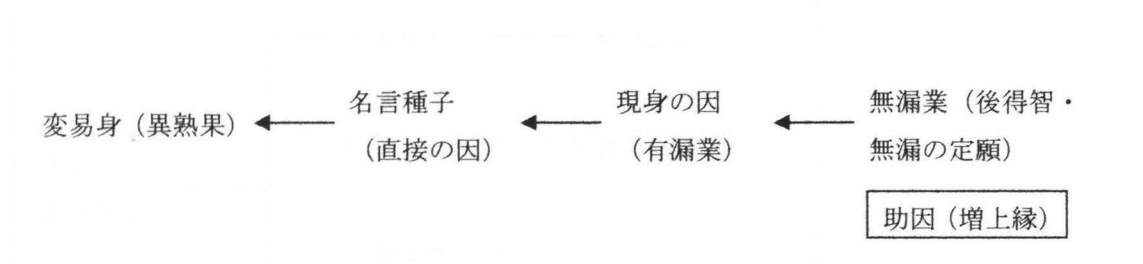 変易身（異熟果）
名言種子
（直接の因）
現身の因
（有漏業）
無漏業（後得智・
無漏の定願）
助因（増上縁）